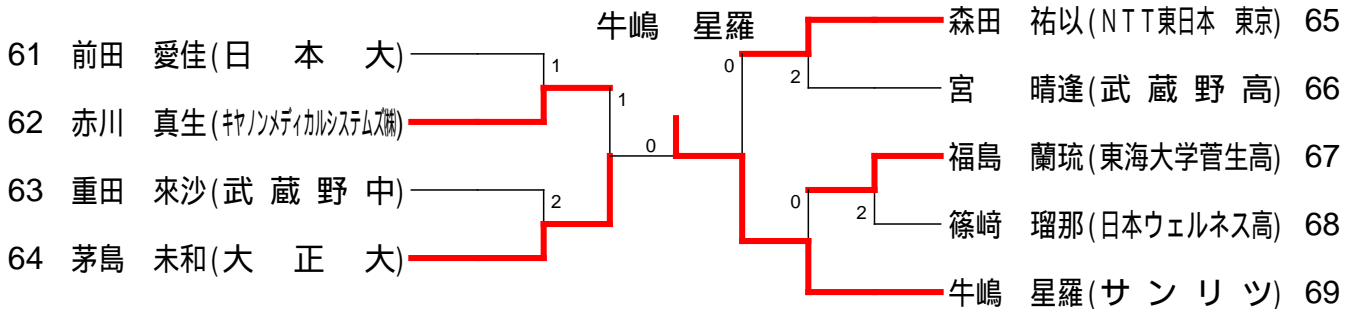 牛嶋 星羅
61 前田 愛佳(日 本 大)
62 赤川 真生(キヤノンメディカルシステムズ㈱)
63 重田 來沙(武 蔵 野 中)
64 茅島 未和(大 正 大)
1
1
2
0
森田 祐以(NTT東日本 東京) 65
宮 晴逢(武 蔵 野 高) 66
福島 蘭琉(東海大学菅生高) 67
篠﨑 瑠那(日本ウェルネス高) 68
牛嶋 星羅(サ ン リ ツ) 69
0
2
0
2